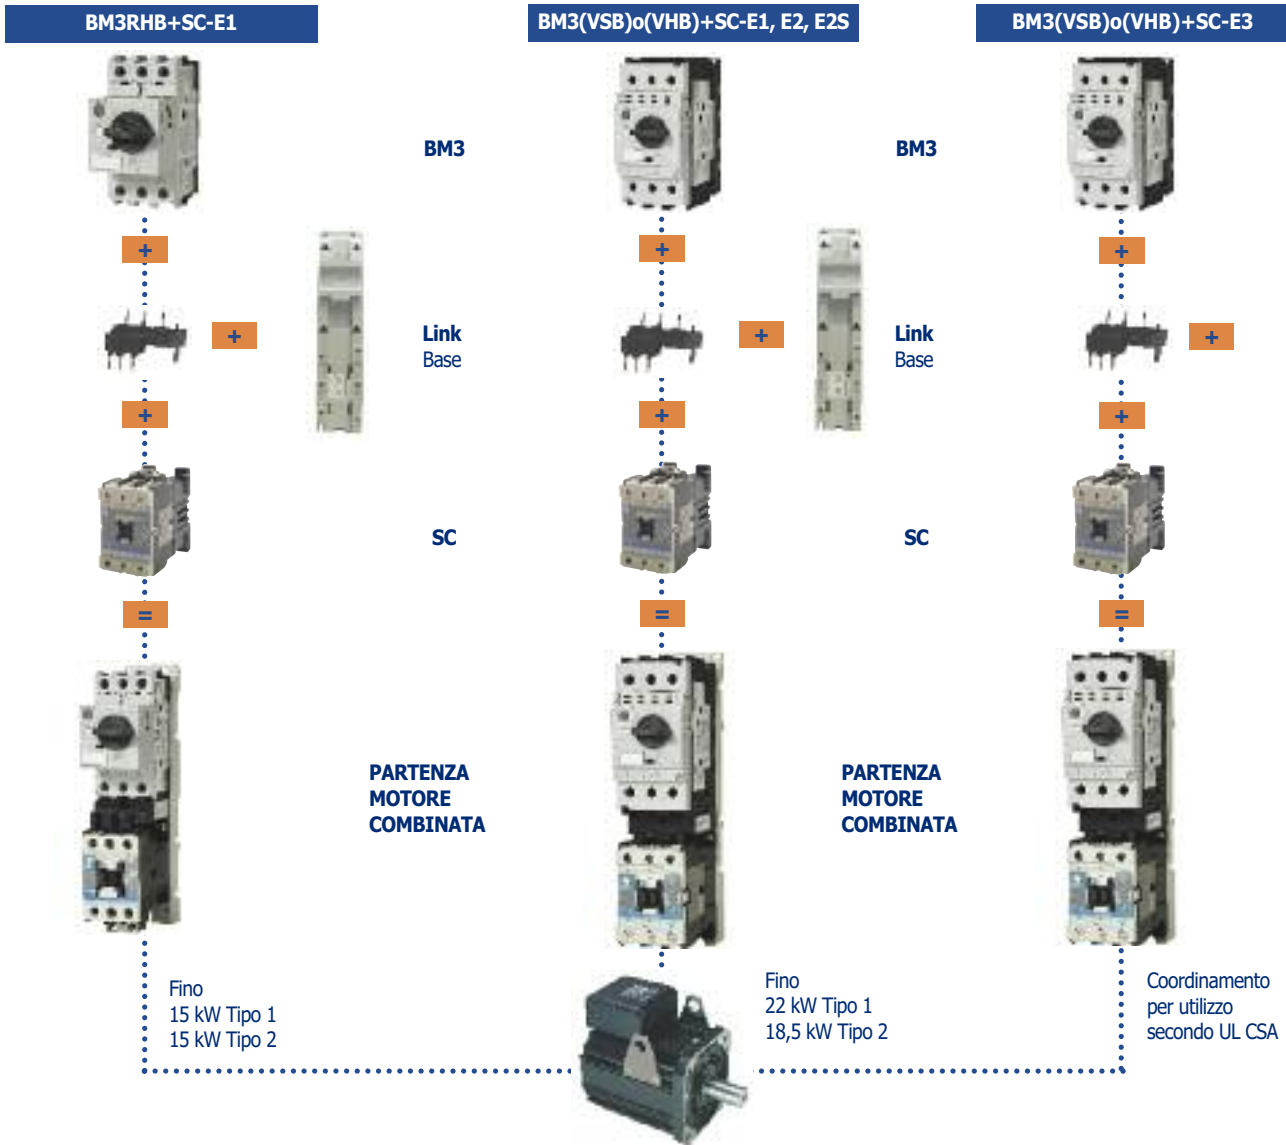 BM3RHB+SC-E1
BM3(VSB)o(VHB)+SC-E1, E2, E2S
BM3(VSB)o(VHB)+SC-E3
BM3
BM3
+
+
+
+
Link
Base
+
Link
Base
+
+
+
+
SC
SC
=
=
=
PARTENZA
MOTORE
COMBINATA
PARTENZA
MOTORE
COMBINATA
Fino
15 kW Tipo 1
15 kW Tipo 2
Fino
22 kW Tipo 1
18,5 kW Tipo 2
Coordinamento
per utilizzo
secondo UL CSA